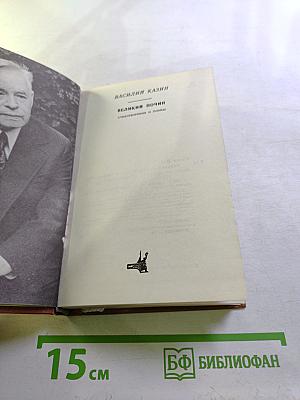 ВАСИЛИЙ КАЗИН
ВЕЛИКИЙ ПОЧИН
СТИХОТВОРЕНИЯ И ПОЭМЫ
15 см
БФ БИБЛИОФАН